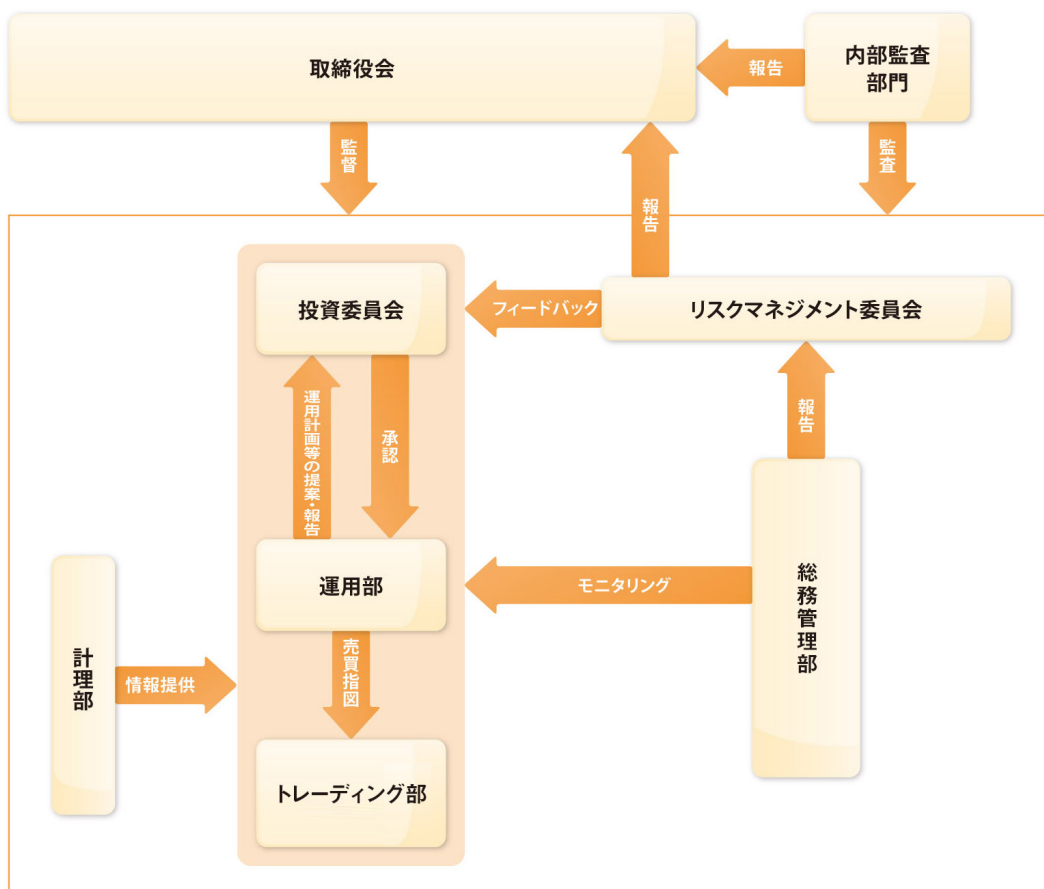 取締役会
報告
内部監査
部門
監督
監査
報告
投資委員会
フィードバック
リスクマネジメント委員会
運用計画等の提案・報告
承認
報告
運用部
モニタリング
総務管理部
計理部
情報提供
売買指図
トレーディング部